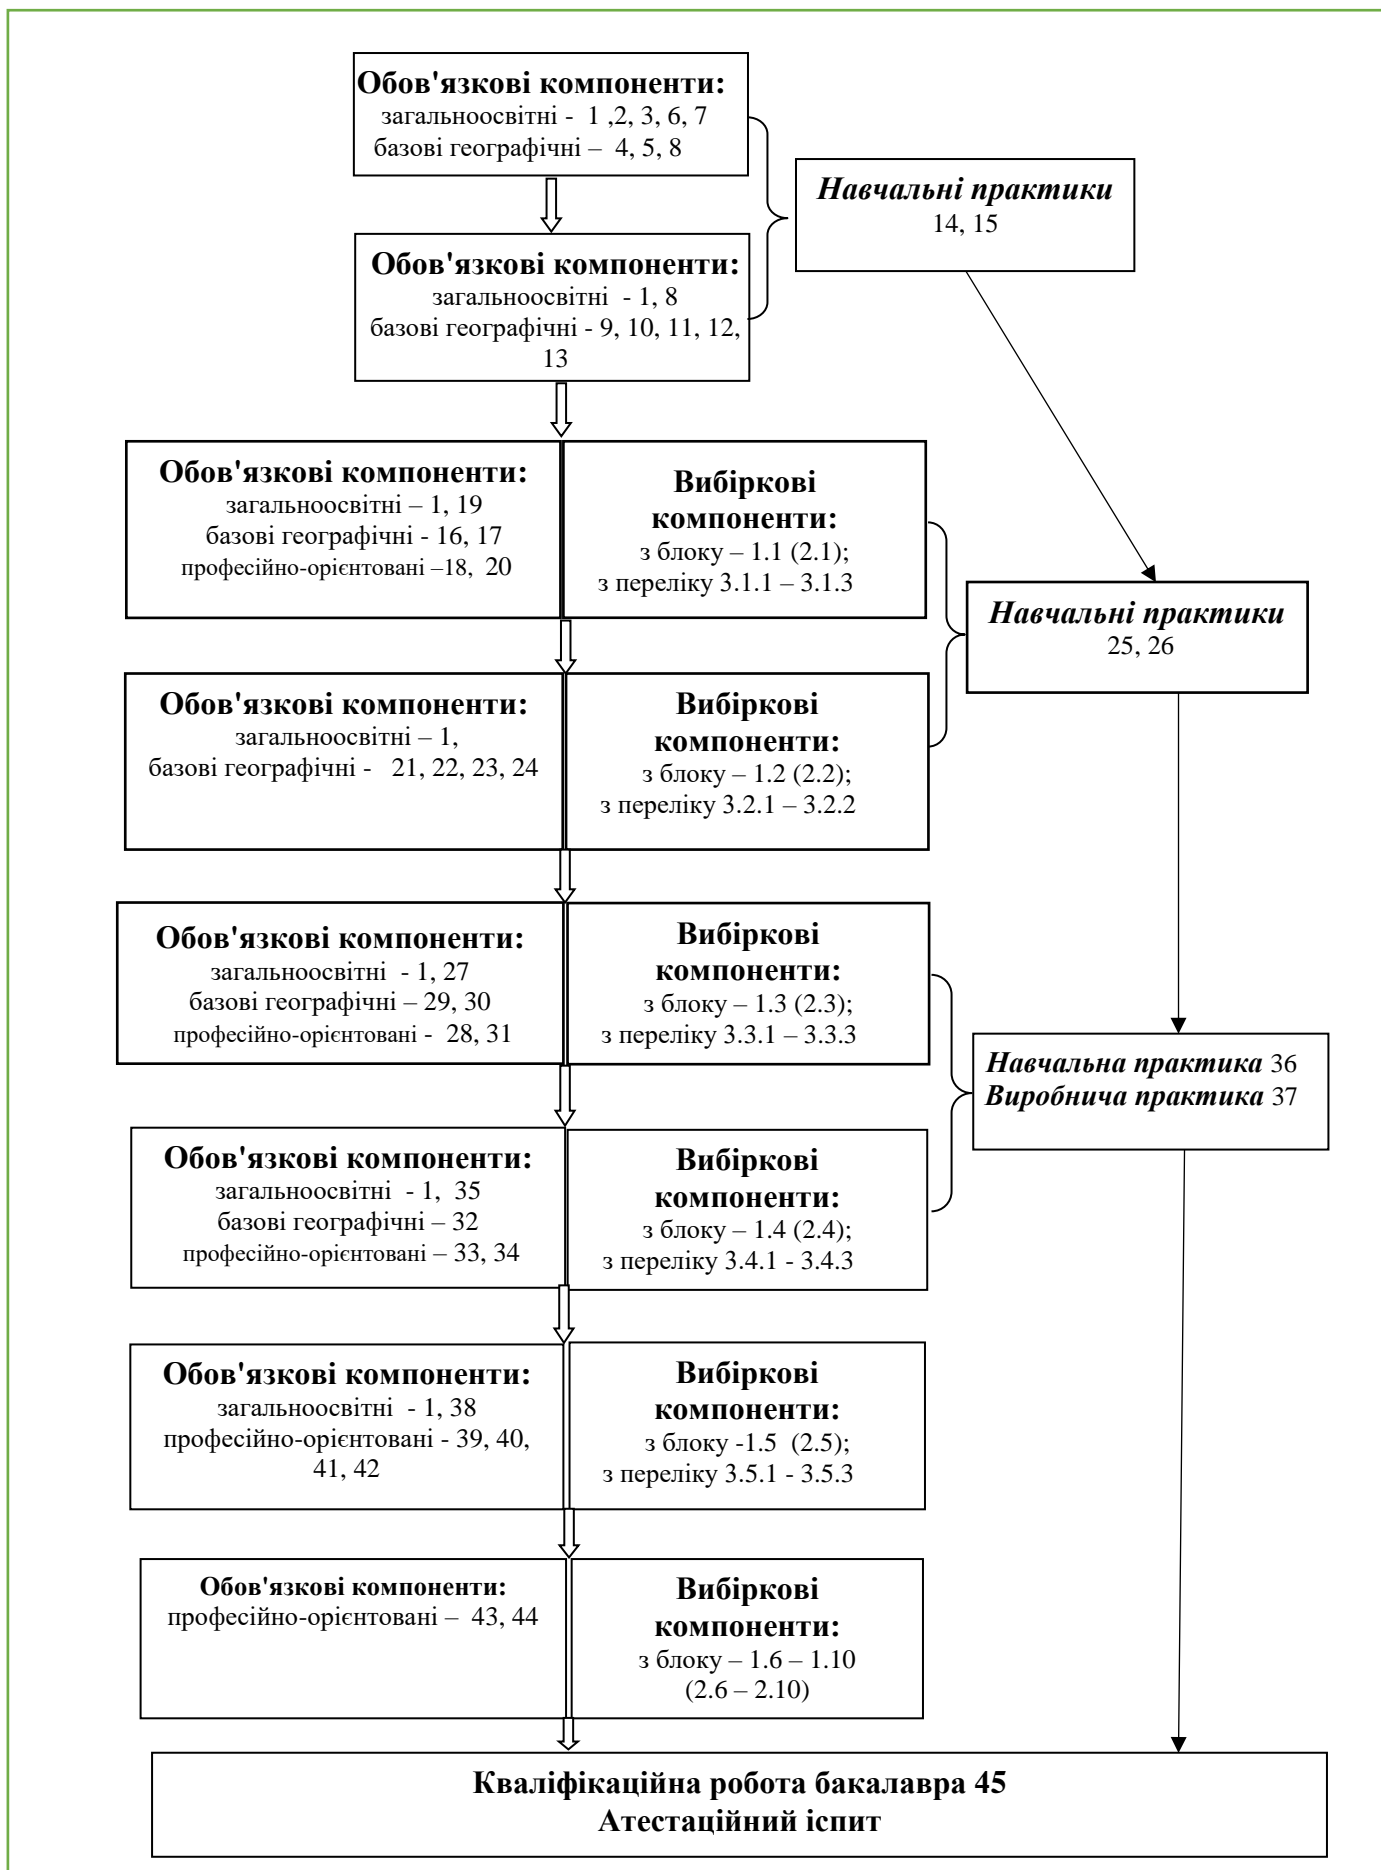 Обов'язкові компоненти:
загальноосвітні - 1 ,2, 3, 6, 7
базові географічні – 4, 5, 8
Навчальні практики
14, 15
Обов'язкові компоненти:
загальноосвітні - 1, 8
базові географічні - 9, 10, 11, 12,
13
Обов'язкові компоненти:
загальноосвітні – 1, 19
базові географічні - 16, 17
професійно-орієнтовані –18, 20
Вибіркові
компоненти:
з блоку – 1.1 (2.1);
з переліку 3.1.1 – 3.1.3
Навчальні практики
25, 26
Обов'язкові компоненти:
загальноосвітні – 1,
базові географічні - 21, 22, 23, 24
Вибіркові
компоненти:
з блоку – 1.2 (2.2);
з переліку 3.2.1 – 3.2.2
Обов'язкові компоненти:
загальноосвітні - 1, 27
базові географічні – 29, 30
професійно-орієнтовані - 28, 31
Вибіркові
компоненти:
з блоку – 1.3 (2.3);
з переліку 3.3.1 – 3.3.3
Навчальна практика 36
Виробнича практика 37
Обов'язкові компоненти:
загальноосвітні - 1, 35
базові географічні – 32
професійно-орієнтовані – 33, 34
Вибіркові
компоненти:
з блоку – 1.4 (2.4);
з переліку 3.4.1 - 3.4.3
Обов'язкові компоненти:
загальноосвітні - 1, 38
професійно-орієнтовані - 39, 40,
41, 42
Вибіркові
компоненти:
з блоку -1.5 (2.5);
з переліку 3.5.1 - 3.5.3
Обов'язкові компоненти:
професійно-орієнтовані – 43, 44
Вибіркові
компоненти:
з блоку – 1.6 – 1.10
(2.6 – 2.10)
Кваліфікаційна робота бакалавра 45
Атестаційний іспит